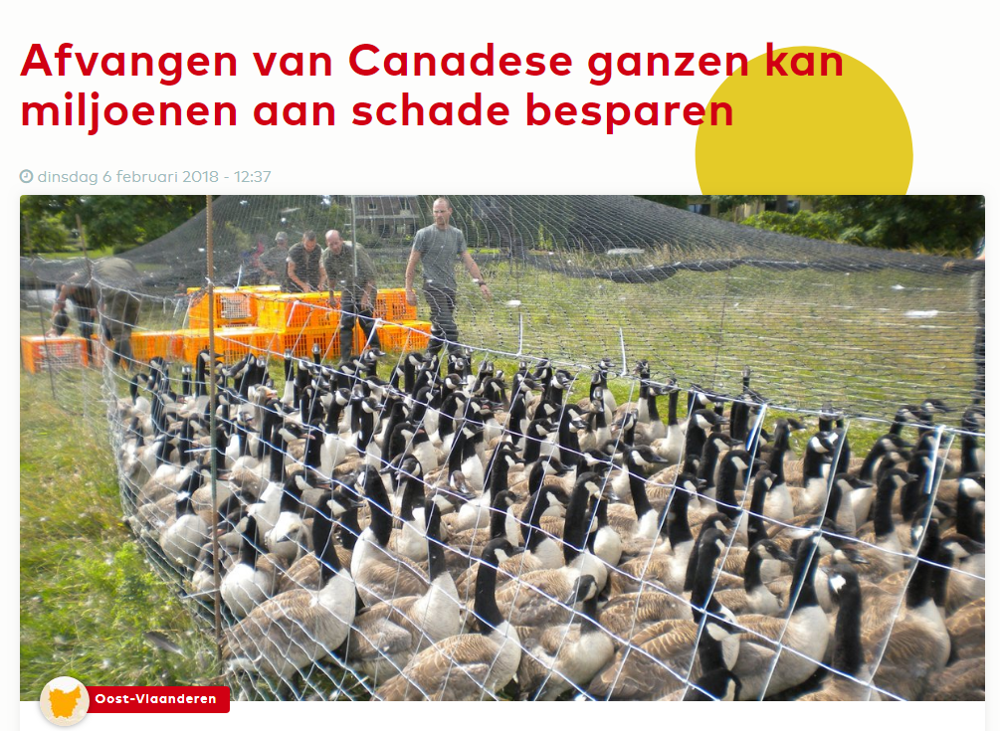 Afvangen van Canadese ganzen kan
miljoenen aan schade besparen
dinsdag 6 februari 2018 - 12:37
Oost-Vlaanderen